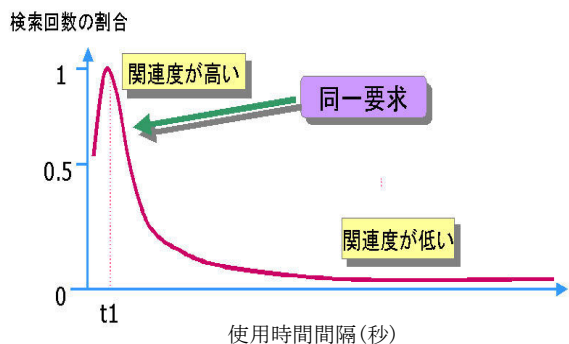 検索回数の割合
1
関連度が高い
同一要求
0.5
関連度が低い
0
t1
使用時間間隔(秒)